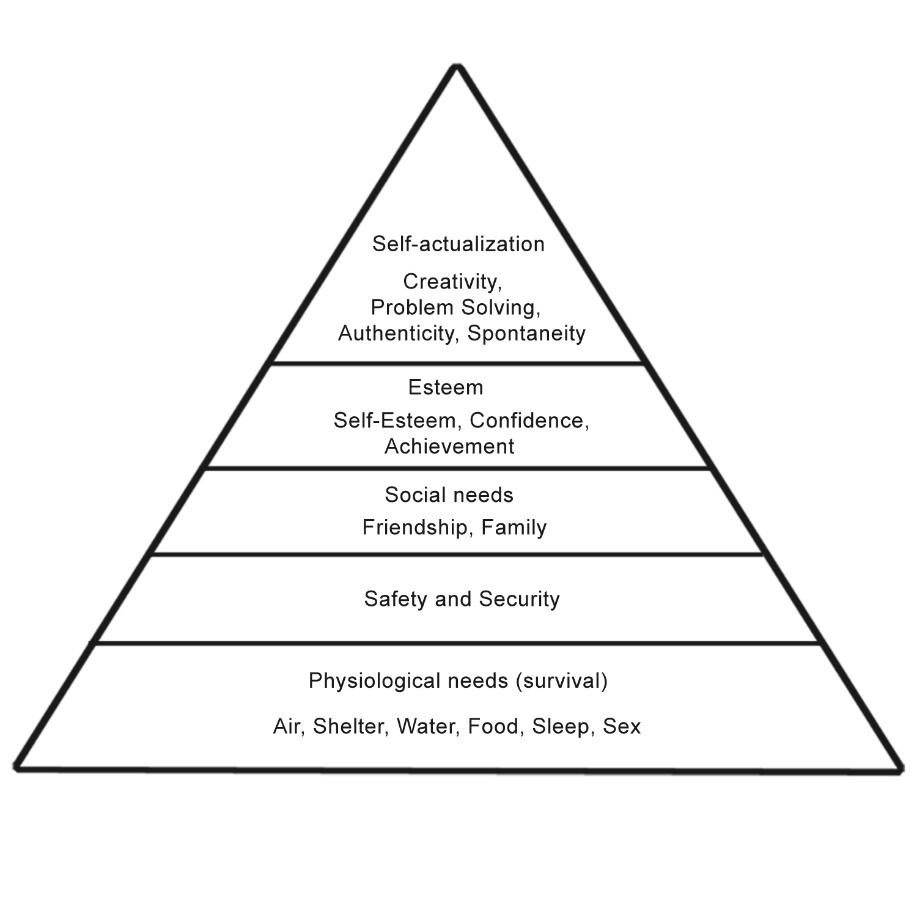 Self-actualization
Creativity,
Problem Solving,
Authenticity, Spontaneity
Esteem
Self-Esteem, Confidence,
Achievement
Social needs
Friendship, Family
Safety and Security
Physiological needs (survival)
Air, Shelter, Water, Food, Sleep, Sex